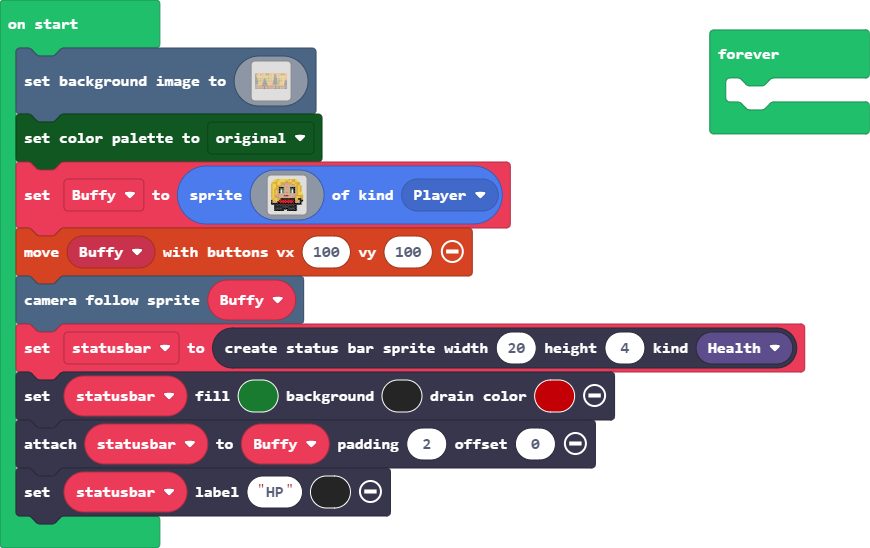 on start
forever
set background image to
set color palette to original
set Buffy to sprite of kind Player
move Buffy with buttons vx 100 vy 100
camera follow sprite Buffy
set statusbar to create status bar sprite width 20 height 4 kind Health
set statusbar fill background drain color
attach statusbar to Buffy padding 2 offset 0
set statusbar label "HP"